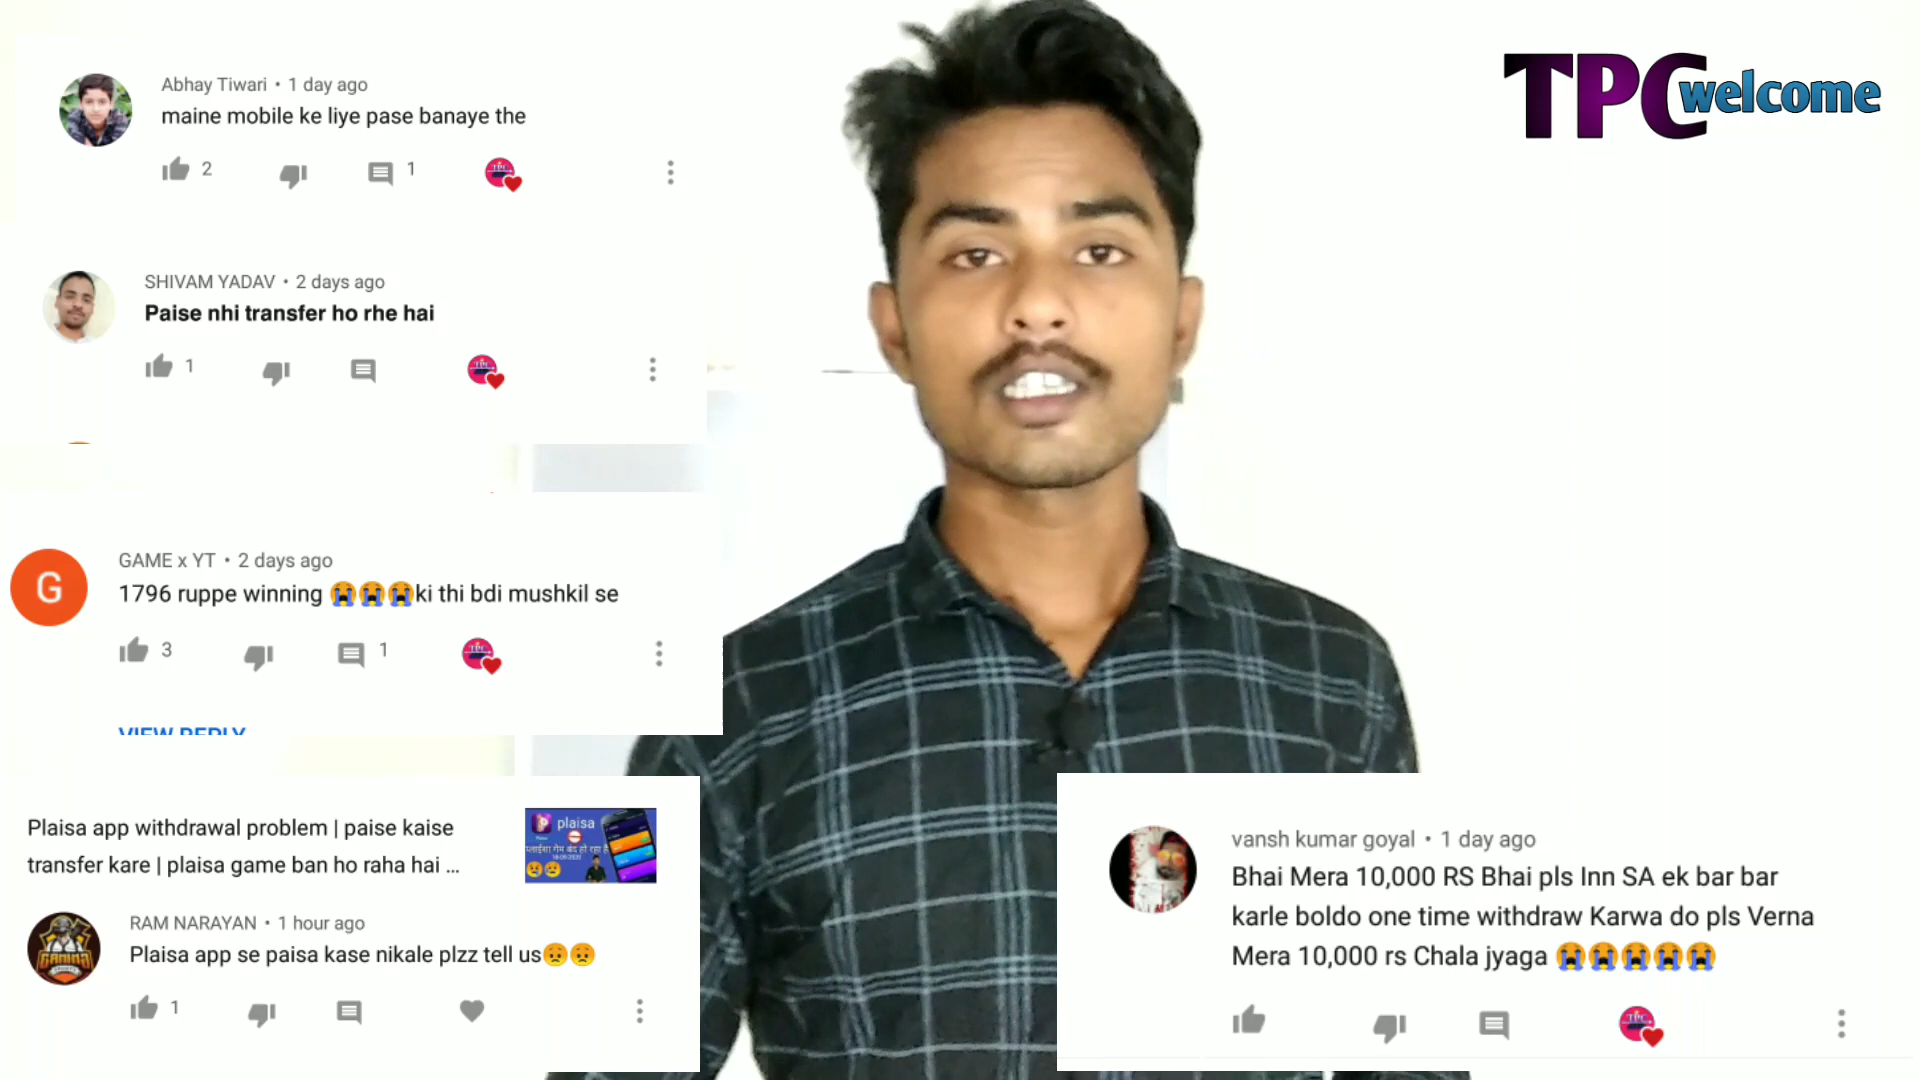 TPC welcome
Abhay Tiwari • 1 day ago
maine mobile ke liye pase banaye the
2
1
SHIVAM YADAV • 2 days ago
Paise nhi transfer ho rhe hai
1
G
GAME x YT • 2 days ago
1796 ruppe winning 😭😭😭ki thi bdi mushkil se
3
1
VIEW REPLY
Plaisa app withdrawal problem | paise kaise
transfer kare | plaisa game ban ho raha hai ...
plaisa
प्लाईसा गेम बंद हो रहा है
RAM NARAYAN • 1 hour ago
Plaisa app se paisa kase nikale plzz tell us😟😟
1
vansh kumar goyal • 1 day ago
Bhai Mera 10,000 RS Bhai pls Inn SA ek bar bar
karle boldo one time withdraw Karwa do pls Verna
Mera 10,000 rs Chala jyaga 😭😭😭😭😭